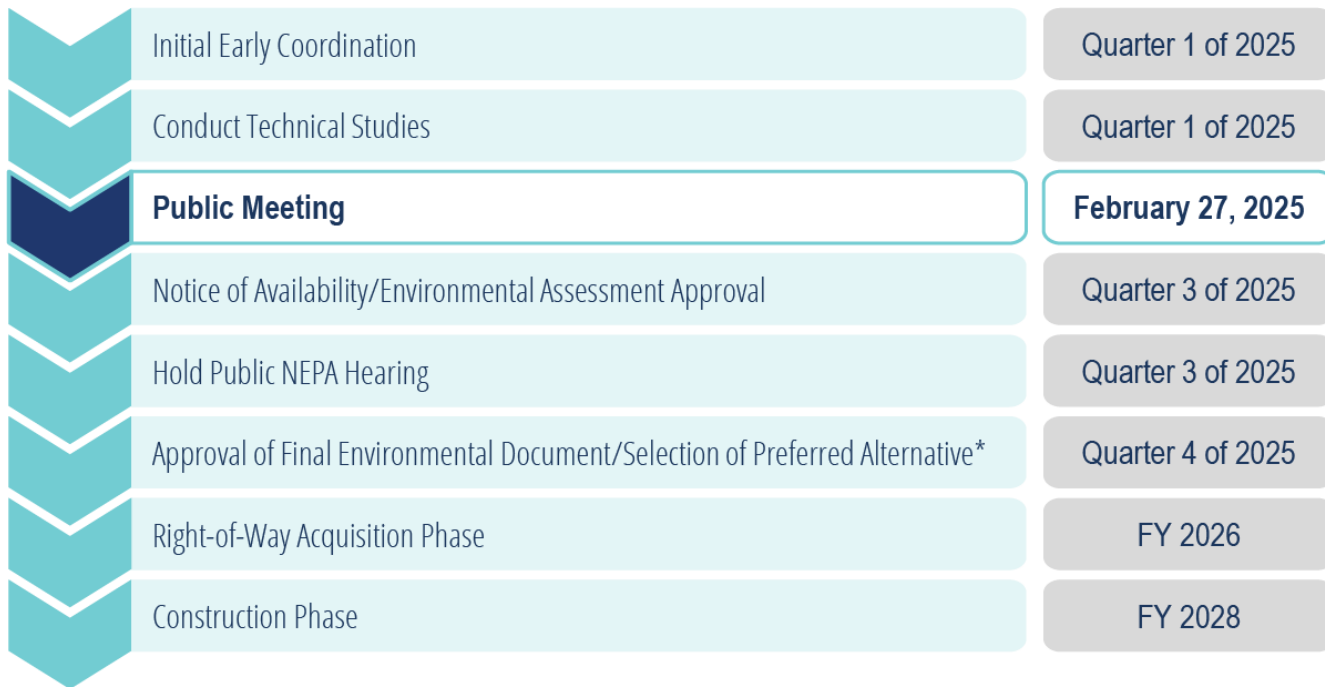 Initial Early Coordination Quarter 1 of 2025
Conduct Technical Studies Quarter 1 of 2025
Public Meeting February 27, 2025
Notice of Availability/Environmental Assessment Approval Quarter 3 of 2025
Hold Public NEPA Hearing Quarter 3 of 2025
Approval of Final Environmental Document/Selection of Preferred Alternative* Quarter 4 of 2025
Right-of-Way Acquisition Phase FY 2026
Construction Phase FY 2028